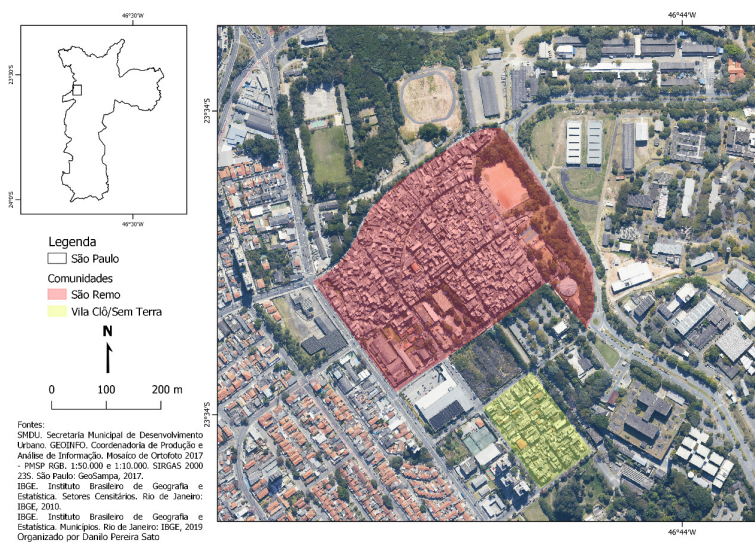 46°30'W
23°30'S
24°0'S
46°30'W
46°44'W
23°34'S
23°34'S
46°44'W
Legenda
São Paulo
Comunidades
São Remo
Vila Clô/Sem Terra
N
0 100 200 m
Fontes:
SMDU. Secretaria Municipal de Desenvolvimento
Urbano. GEOINFO. Coordenadoria de Produção e
Análise de Informação. Mosaico de Ortofoto 2017
- PMSP RGB. 1:50.000 e 1:10.000. SIRGAS 2000
23S. São Paulo: GeoSampa, 2017.
IBGE. Instituto Brasileiro de Geografia e
Estatística. Setores Censitários. Rio de Janeiro:
IBGE, 2010.
IBGE. Instituto Brasileiro de Geografia e
Estatística. Municípios. Rio de Janeiro: IBGE, 2019
Organizado por Danilo Pereira Sato